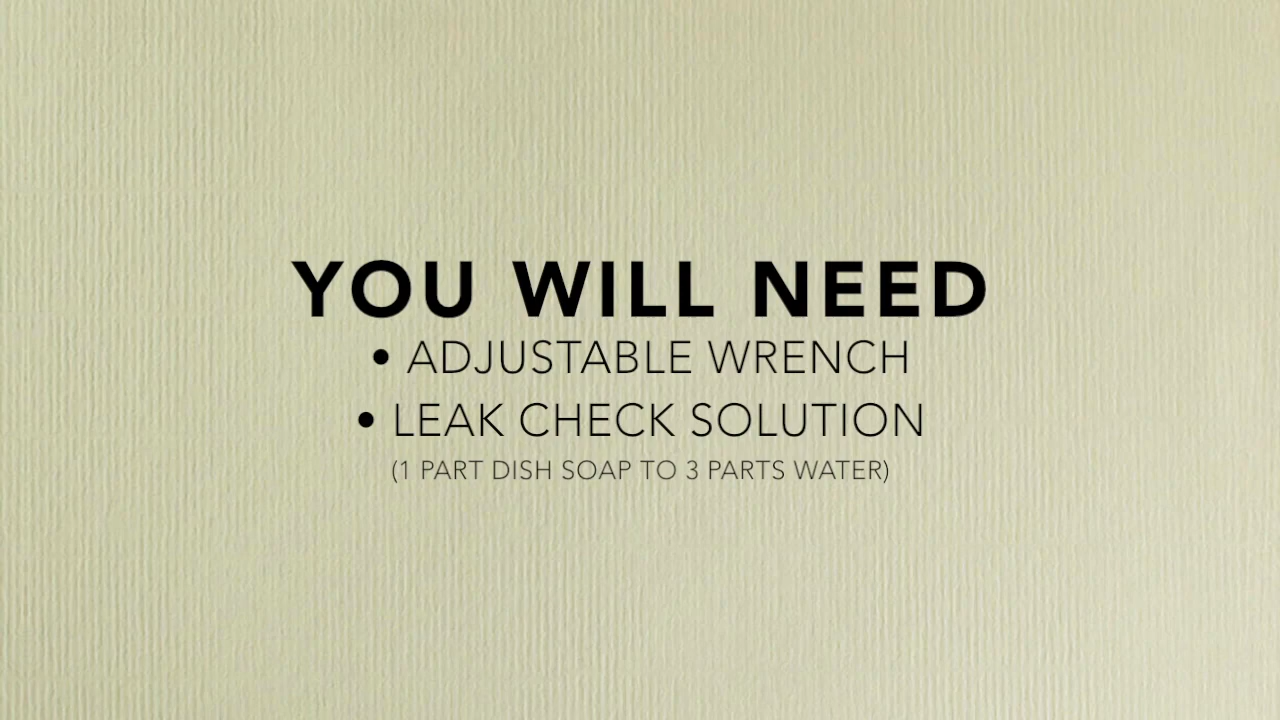 YOU WILL NEED
• ADJUSTABLE WRENCH
• LEAK CHECK SOLUTION
(1 PART DISH SOAP TO 3 PARTS WATER)